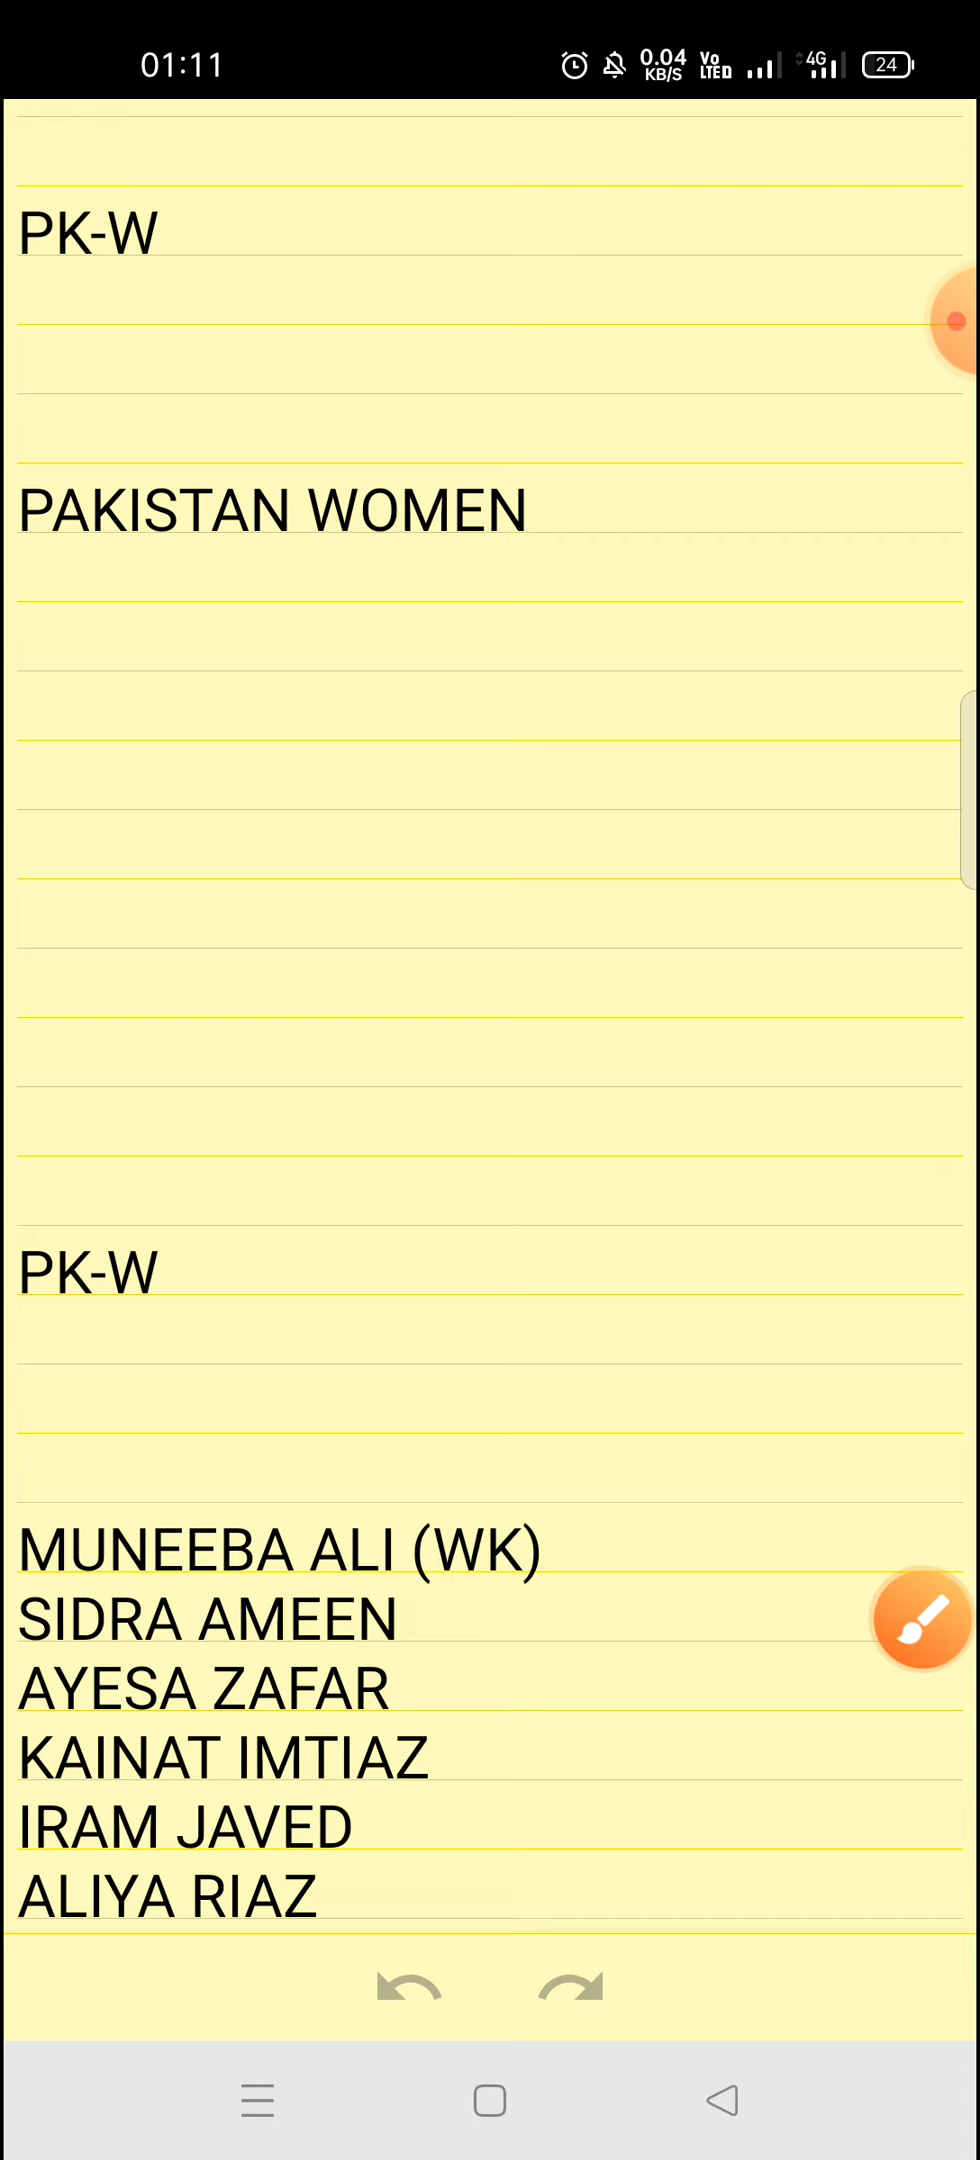 01:11
0.04
KB/S
Vo
LTED
4G
24
PK-W
PAKISTAN WOMEN
PK-W
MUNEEBA ALI (WK)
SIDRA AMEEN
AYESA ZAFAR
KAINAT IMTIAZ
IRAM JAVED
ALIYA RIAZ